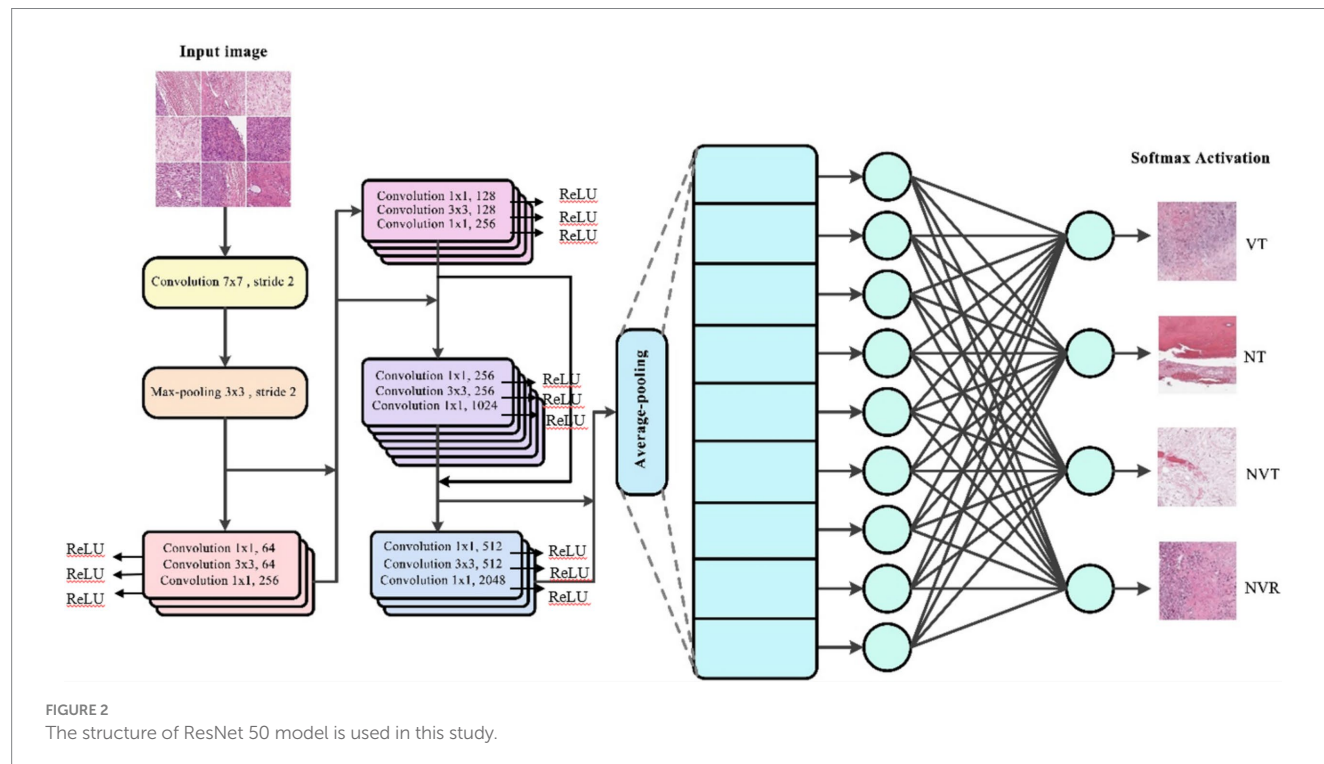 Input image
Convolution 7x7 , stride 2
Max-pooling 3x3 , stride 2
Convolution 1x1, 64
Convolution 3x3, 64
Convolution 1x1, 256
ReLU
ReLU
ReLU
Convolution 1x1, 128
Convolution 3x3, 128
Convolution 1x1, 256
ReLU
ReLU
ReLU
Convolution 1x1, 256
Convolution 3x3, 256
Convolution 1x1, 1024
ReLU
ReLU
ReLU
Convolution 1x1, 512
Convolution 3x3, 512
Convolution 1x1, 2048
ReLU
ReLU
ReLU
Average-pooling
Softmax Activation
VT
NT
NVT
NVR
FIGURE 2
The structure of ResNet 50 model is used in this study.